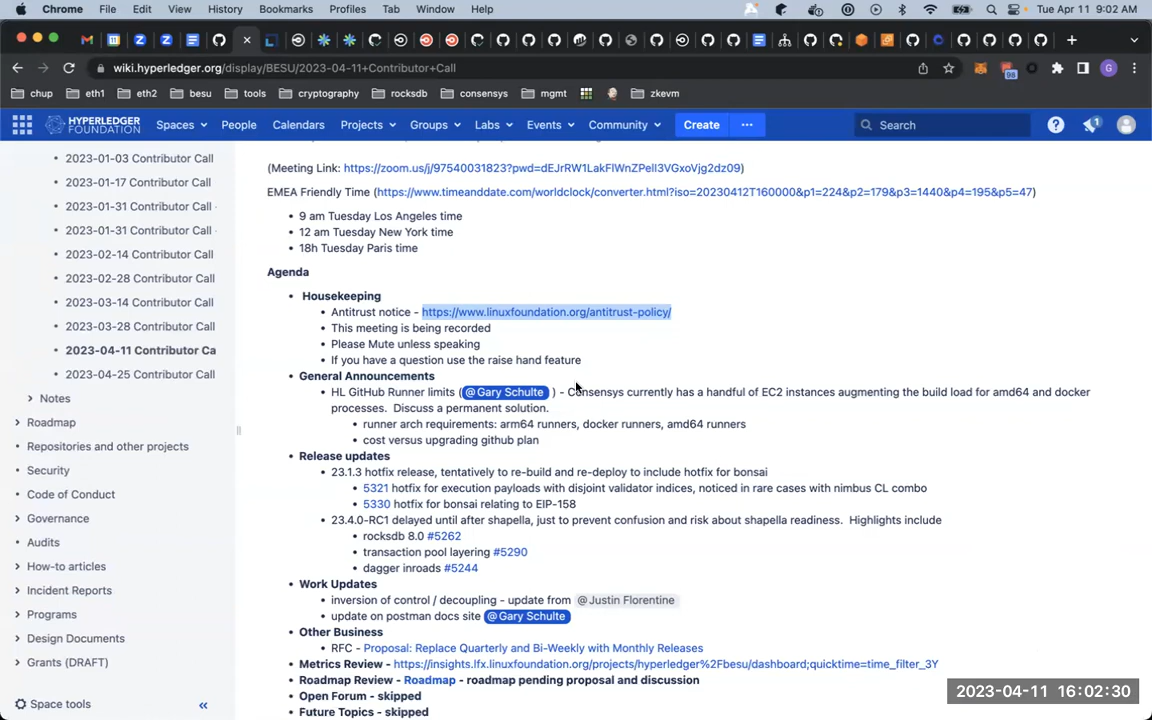 Chrome File Edit View History Bookmarks Profiles Tab Window Help Tue Apr 11 9:02 AM
wiki.hyperledger.org/display/BESU/2023-04-11+Contributor+Call
chup eth1 eth2 besu tools cryptography rocksdb consensys mgmt zkevm
HYPERLEDGER FOUNDATION Spaces People Calendars Projects Groups Labs Events Community Create Search
2023-01-03 Contributor Call
2023-01-17 Contributor Call
2023-01-31 Contributor Call
2023-01-31 Contributor Call
2023-02-14 Contributor Call
2023-02-28 Contributor Call
2023-03-14 Contributor Call
2023-03-28 Contributor Call
2023-04-11 Contributor Ca
2023-04-25 Contributor Call
Notes
Roadmap
Repositories and other projects
Security
Code of Conduct
Governance
Audits
How-to articles
Incident Reports
Programs
Design Documents
Grants (DRAFT)
Space tools
(Meeting Link: https://zoom.us/j/97540031823?pwd=dEJrRW1LakFlWnZPell3VGxoVjg2dz09)
EMEA Friendly Time (https://www.timeanddate.com/worldclock/converter.html?iso=20230412T160000&p1=224&p2=179&p3=1440&p4=195&p5=47)
9 am Tuesday Los Angeles time
12 am Tuesday New York time
18h Tuesday Paris time
Agenda
Housekeeping
Antitrust notice - https://www.linuxfoundation.org/antitrust-policy/
This meeting is being recorded
Please Mute unless speaking
If you have a question use the raise hand feature
General Announcements
HL GitHub Runner limits (@Gary Schulte ) - Consensys currently has a handful of EC2 instances augmenting the build load for amd64 and docker
processes. Discuss a permanent solution.
runner arch requirements: arm64 runners, docker runners, amd64 runners
cost versus upgrading github plan
Release updates
23.1.3 hotfix release, tentatively to re-build and re-deploy to include hotfix for bonsai
5321 hotfix for execution payloads with disjoint validator indices, noticed in rare cases with nimbus CL combo
5330 hotfix for bonsai relating to EIP-158
23.4.0-RC1 delayed until after shapella, just to prevent confusion and risk about shapella readiness. Highlights include
rocksdb 8.0 #5262
transaction pool layering #5290
dagger inroads #5244
Work Updates
inversion of control / decoupling - update from @Justin Florentine
update on postman docs site @Gary Schulte
Other Business
RFC - Proposal: Replace Quarterly and Bi-Weekly with Monthly Releases
Metrics Review - https://insights.lfx.linuxfoundation.org/projects/hyperledger%2Fbesu/dashboard;quicktime=time_filter_3Y
Roadmap Review - Roadmap - roadmap pending proposal and discussion
Open Forum - skipped
Future Topics - skipped
2023-04-11 16:02:30